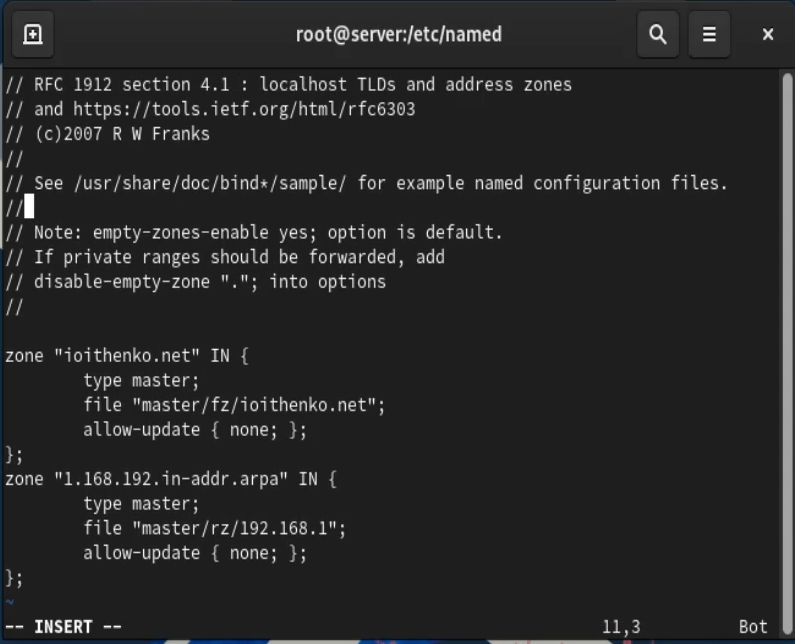 root@server:/etc/named
// RFC 1912 section 4.1 : localhost TLDs and address zones
// and https://tools.ietf.org/html/rfc6303
// (c)2007 R W Franks
//
// See /usr/share/doc/bind*/sample/ for example named configuration files.
//
// Note: empty-zones-enable yes; option is default.
// If private ranges should be forwarded, add
// disable-empty-zone "."; into options
//
zone "ioithenko.net" IN {
        type master;
        file "master/fz/ioithenko.net";
        allow-update { none; };
};
zone "1.168.192.in-addr.arpa" IN {
        type master;
        file "master/rz/192.168.1";
        allow-update { none; };
};
~
-- INSERT -- 11,3 Bot